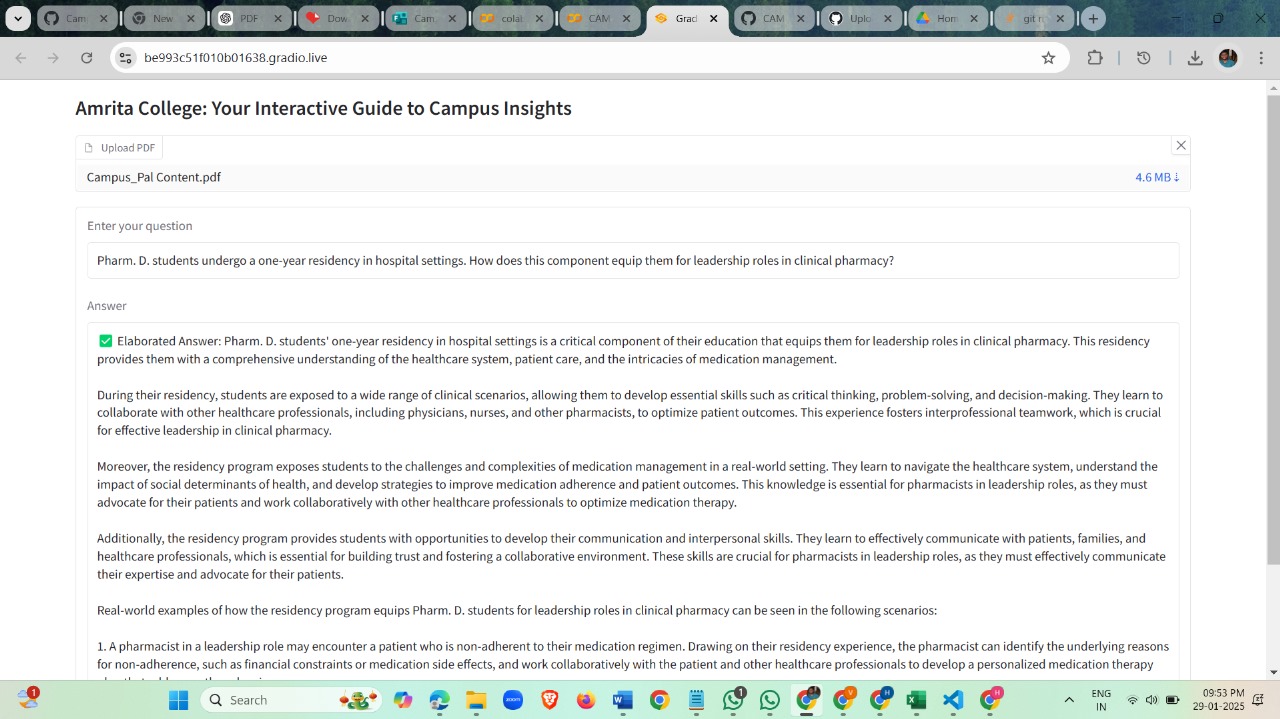 Cam
New
PDF
Dow
Cam
colal
CAM
Grad
CAM
Uplo
Hom
git r
be993c51f010b01638.gradio.live
Amrita College: Your Interactive Guide to Campus Insights
Upload PDF
Campus_Pal Content.pdf
4.6 MB ↓
Enter your question
Pharm. D. students undergo a one-year residency in hospital settings. How does this component equip them for leadership roles in clinical pharmacy?
Answer
✅ Elaborated Answer: Pharm. D. students' one-year residency in hospital settings is a critical component of their education that equips them for leadership roles in clinical pharmacy. This residency
provides them with a comprehensive understanding of the healthcare system, patient care, and the intricacies of medication management.
During their residency, students are exposed to a wide range of clinical scenarios, allowing them to develop essential skills such as critical thinking, problem-solving, and decision-making. They learn to
collaborate with other healthcare professionals, including physicians, nurses, and other pharmacists, to optimize patient outcomes. This experience fosters interprofessional teamwork, which is crucial
for effective leadership in clinical pharmacy.
Moreover, the residency program exposes students to the challenges and complexities of medication management in a real-world setting. They learn to navigate the healthcare system, understand the
impact of social determinants of health, and develop strategies to improve medication adherence and patient outcomes. This knowledge is essential for pharmacists in leadership roles, as they must
advocate for their patients and work collaboratively with other healthcare professionals to optimize medication therapy.
Additionally, the residency program provides students with opportunities to develop their communication and interpersonal skills. They learn to effectively communicate with patients, families, and
healthcare professionals, which is essential for building trust and fostering a collaborative environment. These skills are crucial for pharmacists in leadership roles, as they must effectively communicate
their expertise and advocate for their patients.
Real-world examples of how the residency program equips Pharm. D. students for leadership roles in clinical pharmacy can be seen in the following scenarios:
1. A pharmacist in a leadership role may encounter a patient who is non-adherent to their medication regimen. Drawing on their residency experience, the pharmacist can identify the underlying reasons
for non-adherence, such as financial constraints or medication side effects, and work collaboratively with the patient and other healthcare professionals to develop a personalized medication therapy
1
Search
zoom
1
V
H
H
ENG
IN
09:53 PM
29-01-2025